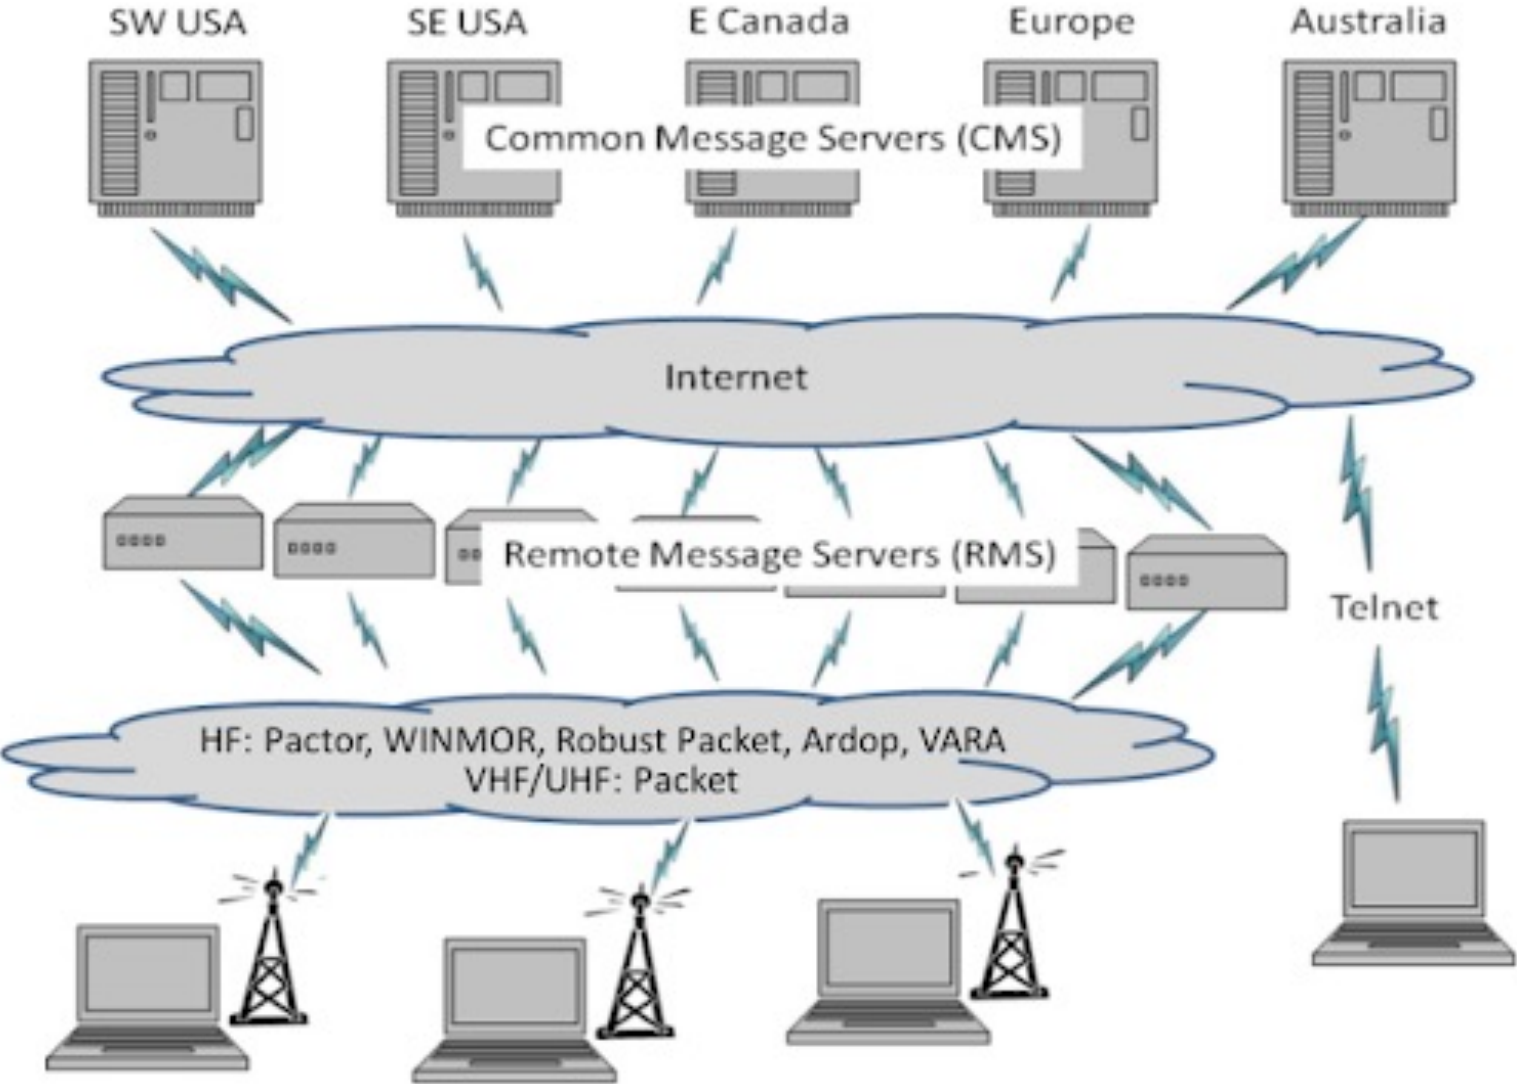 SW USA
SE USA
E Canada
Europe
Australia
Common Message Servers (CMS)
Internet
Remote Message Servers (RMS)
Telnet
HF: Pactor, WINMOR, Robust Packet, Ardop, VARA
VHF/UHF: Packet